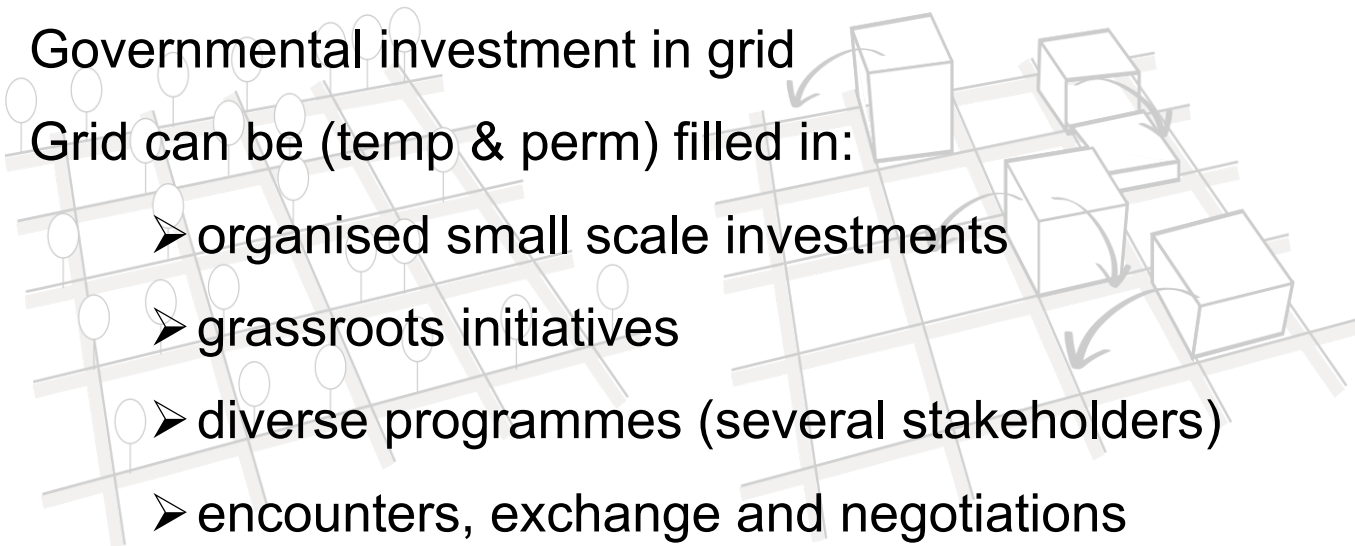 Governmental investment in grid
Grid can be (temp & perm) filled in:
➢ organised small scale investments
➢ grassroots initiatives
➢ diverse programmes (several stakeholders)
➢ encounters, exchange and negotiations